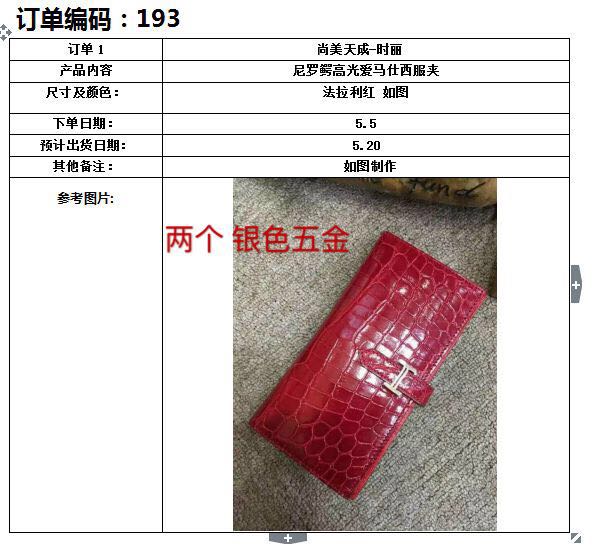 订单编码：193
订单1 尚美天成-时丽
产品内容 尼罗鳄高光爱马仕西服夹
尺寸及颜色： 法拉利红 如图
下单日期： 5.5
预计出货日期： 5.20
其他备注： 如图制作
参考图片:
两个 银色五金